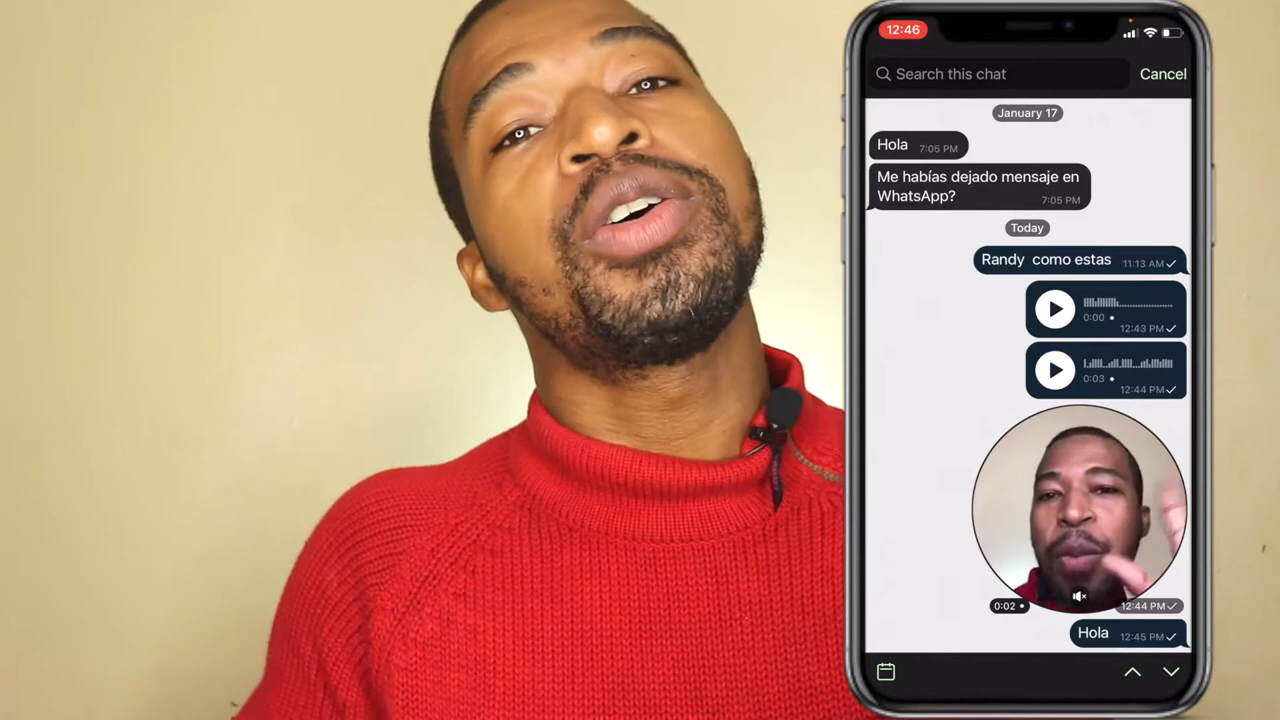 12:46
Search this chat
Cancel
January 17
Hola 7:05 PM
Me habías dejado mensaje en
WhatsApp?
7:05 PM
Today
Randy como estas 11:13 AM
0:00
12:43 PM
0:03
12:44 PM
0:02
12:44 PM
Hola 12:45 PM